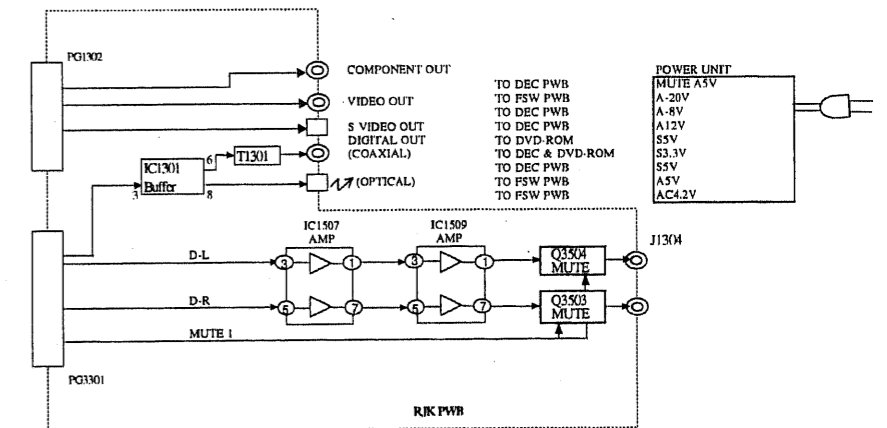 PG1302
COMPONENT OUT
VIDEO OUT
S VIDEO OUT
DIGITAL OUT
(COAXIAL)
(OPTICAL)
6
T1301
IC1301
Buffer
3
8
TO DEC PWB
TO FSW PWB
TO DEC PWB
TO DEC PWB
TO DVD-ROM
TO DEC & DVD-ROM
TO DEC PWB
TO FSW PWB
TO FSW PWB
POWER UNIT
MUTE A5V
A-20V
A-8V
A12V
S5V
S3.3V
S5V
A5V
AC4.2V
IC1507
AMP
IC1509
AMP
J1304
D-L
3
1
3
1
Q3504
MUTE
D-R
5
7
5
7
Q3503
MUTE
MUTE 1
PG3301
RJK PWB